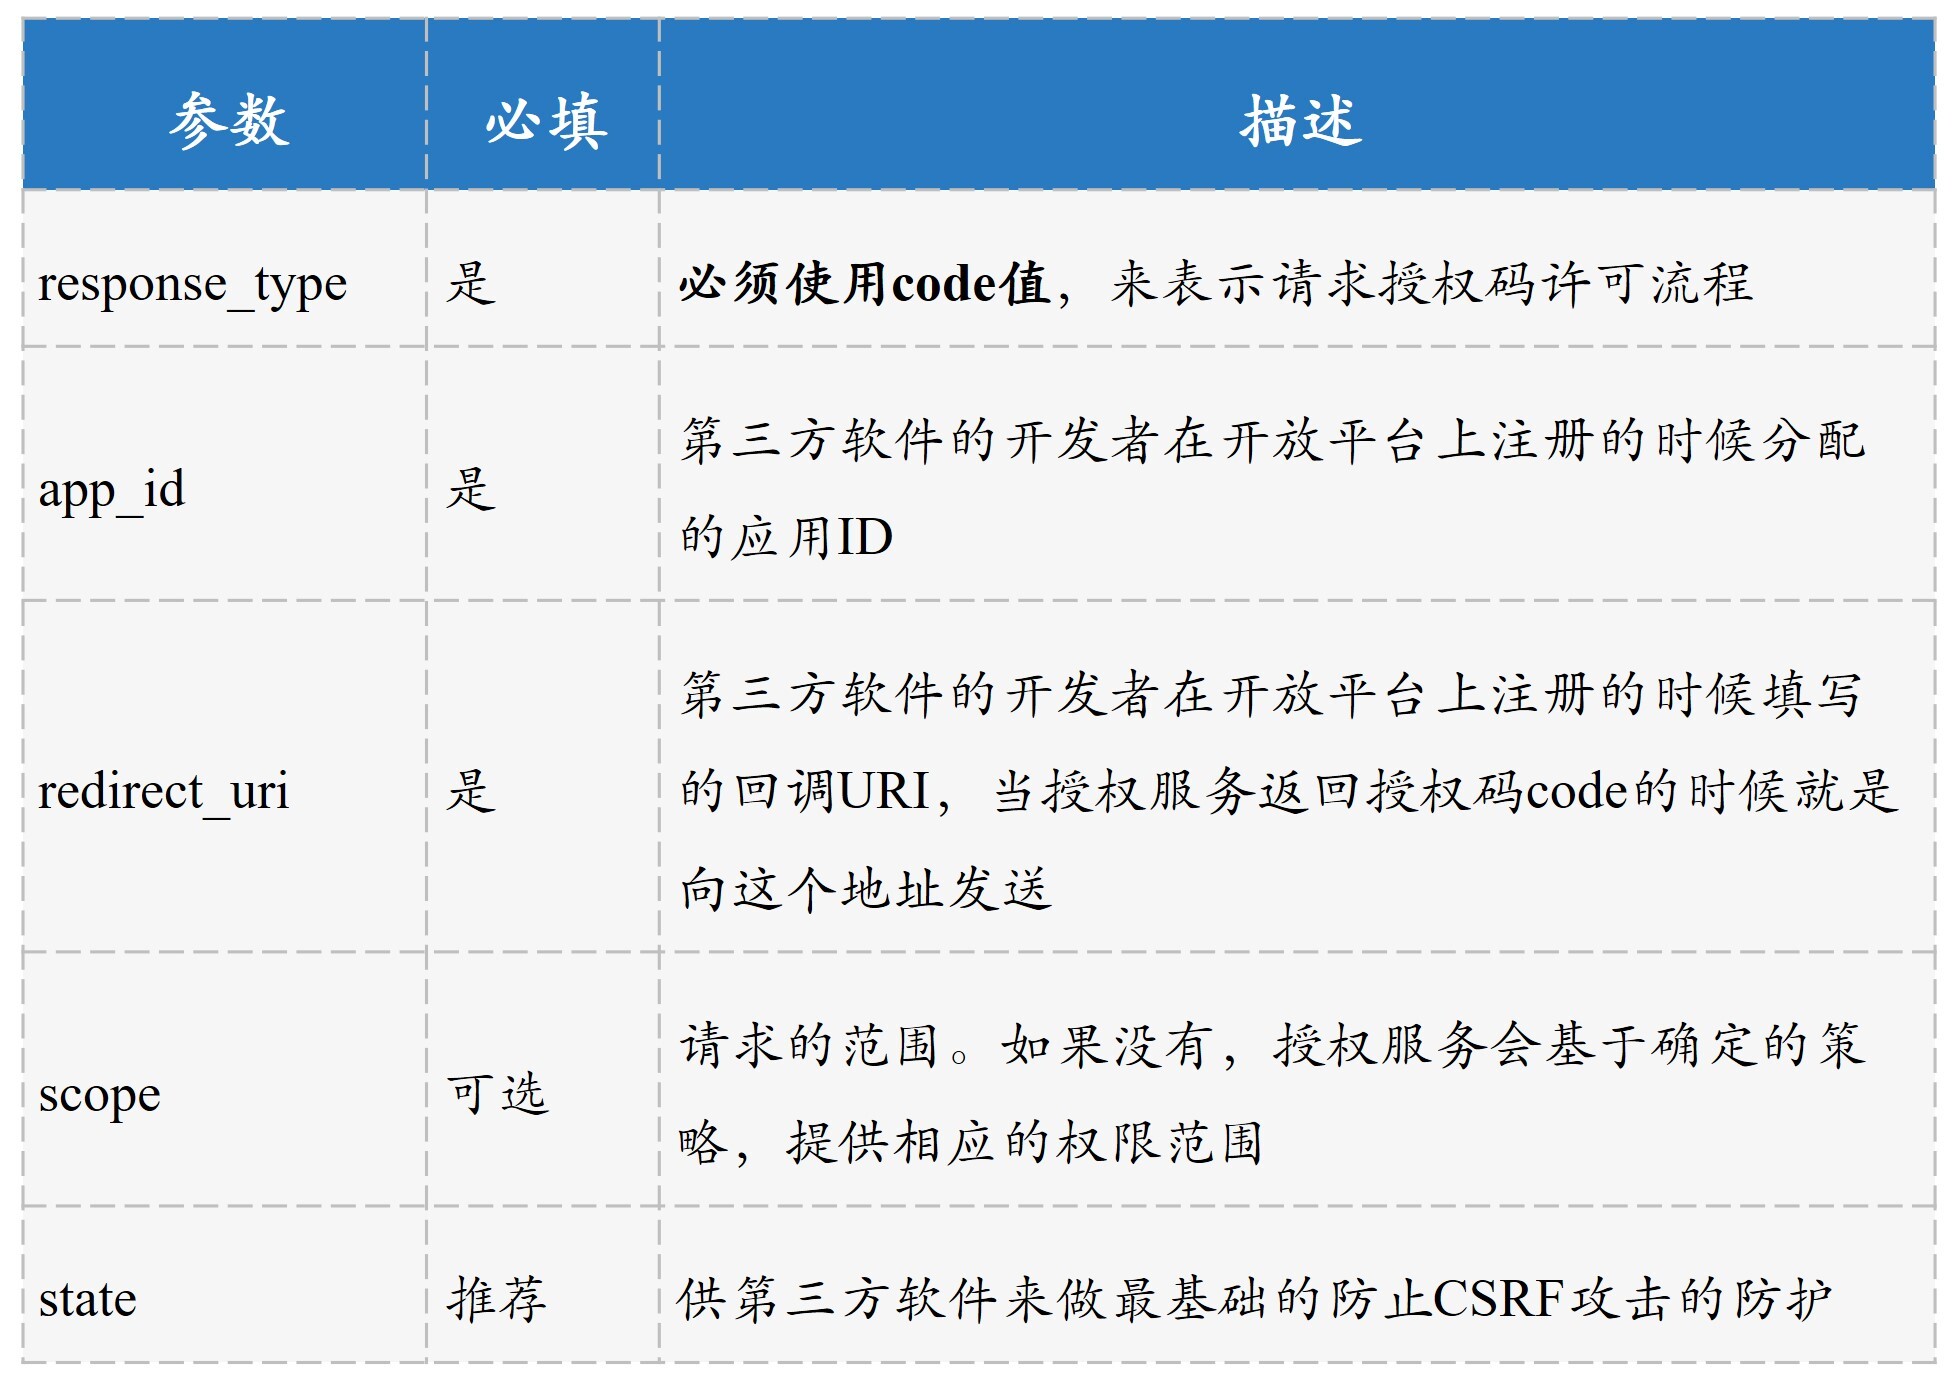 参数 必填 描述
response_type 是 必须使用code值，来表示请求授权码许可流程
app_id 是 第三方软件的开发者在开放平台上注册的时候分配
的应用ID
redirect_uri 是 第三方软件的开发者在开放平台上注册的时候填写
的回调URI，当授权服务返回授权码code的时候就是
向这个地址发送
scope 可选 请求的范围。如果没有，授权服务会基于确定的策
略，提供相应的权限范围
state 推荐 供第三方软件来做最基础的防止CSRF攻击的防护